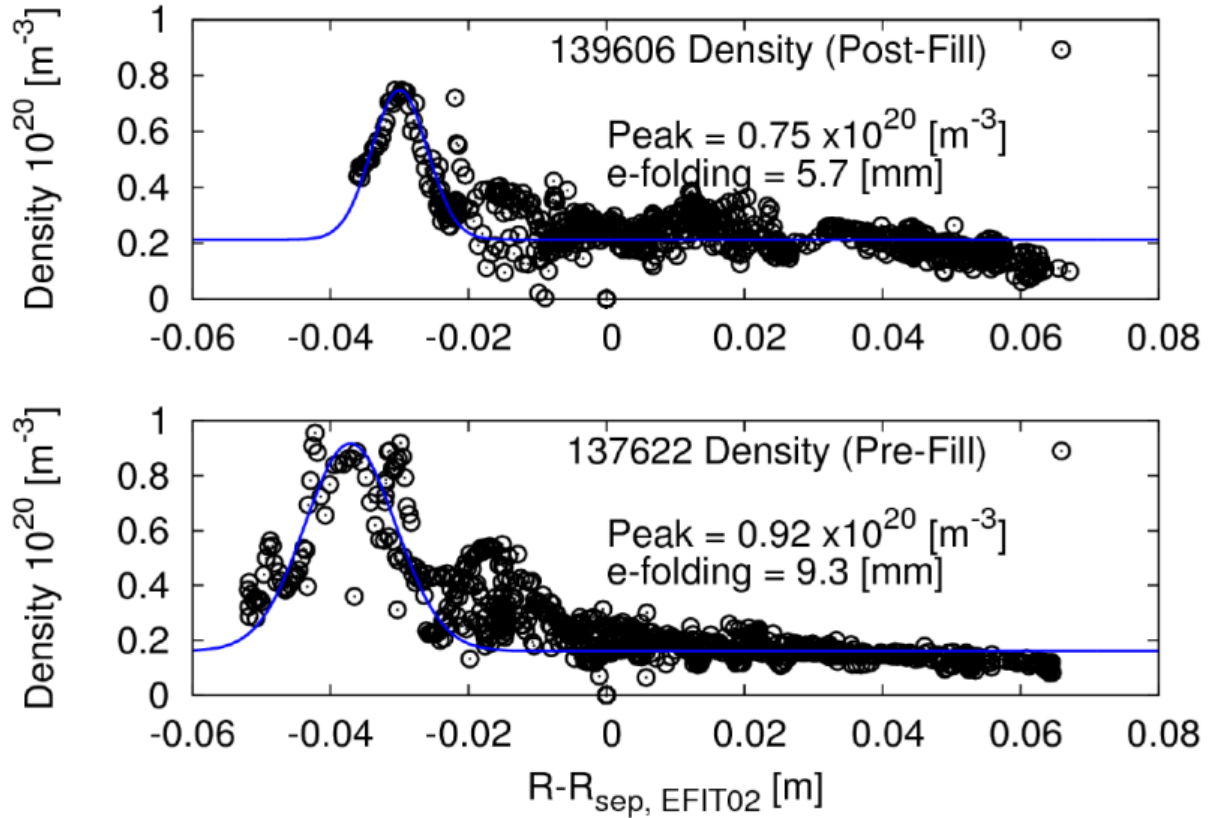 1
0.8
0.6
0.4
0.2
0
Density 10^20 [m^-3]
139606 Density (Post-Fill)
Peak = 0.75 x10^20 [m^-3]
e-folding = 5.7 [mm]
-0.06 -0.04 -0.02 0 0.02 0.04 0.06 0.08
1
0.8
0.6
0.4
0.2
0
Density 10^20 [m^-3]
137622 Density (Pre-Fill)
Peak = 0.92 x10^20 [m^-3]
e-folding = 9.3 [mm]
-0.06 -0.04 -0.02 0 0.02 0.04 0.06 0.08
R-R_sep, EFIT02 [m]